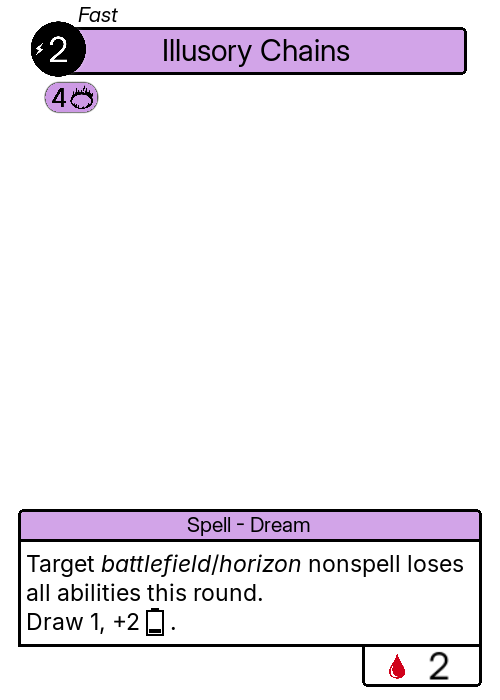 Fast
2 Illusory Chains
4
Spell - Dream
Target battlefield/horizon nonspell loses
all abilities this round.
Draw 1, +2 .
2